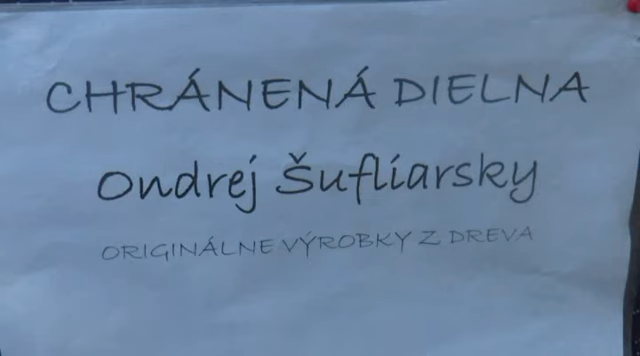 CHRÁNENÁ DIELNA
Ondrej Šufliarsky
ORIGINÁLNE VÝROBKY Z DREVA